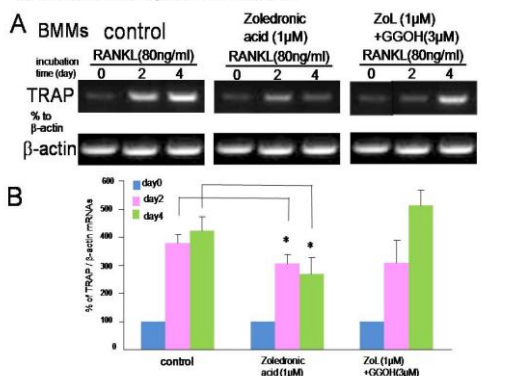 A BMMs control
Zoledronic
acid (1μM)
ZoL (1μM)
+GGOH(3μM)
incubation
time (day)
RANKL(80ng/ml)
RANKL(80ng/ml)
RANKL(80ng/ml)
0 2 4
0 2 4
0 2 4
TRAP
% to
β-actin
β-actin
B
% of TRAP / β-actin mRNAs
600
500
400
300
200
100
0
day0
day2
day4
*
*
control
Zoledronic
acid (1μM)
ZoL (1μM)
+GGOH(3μM)